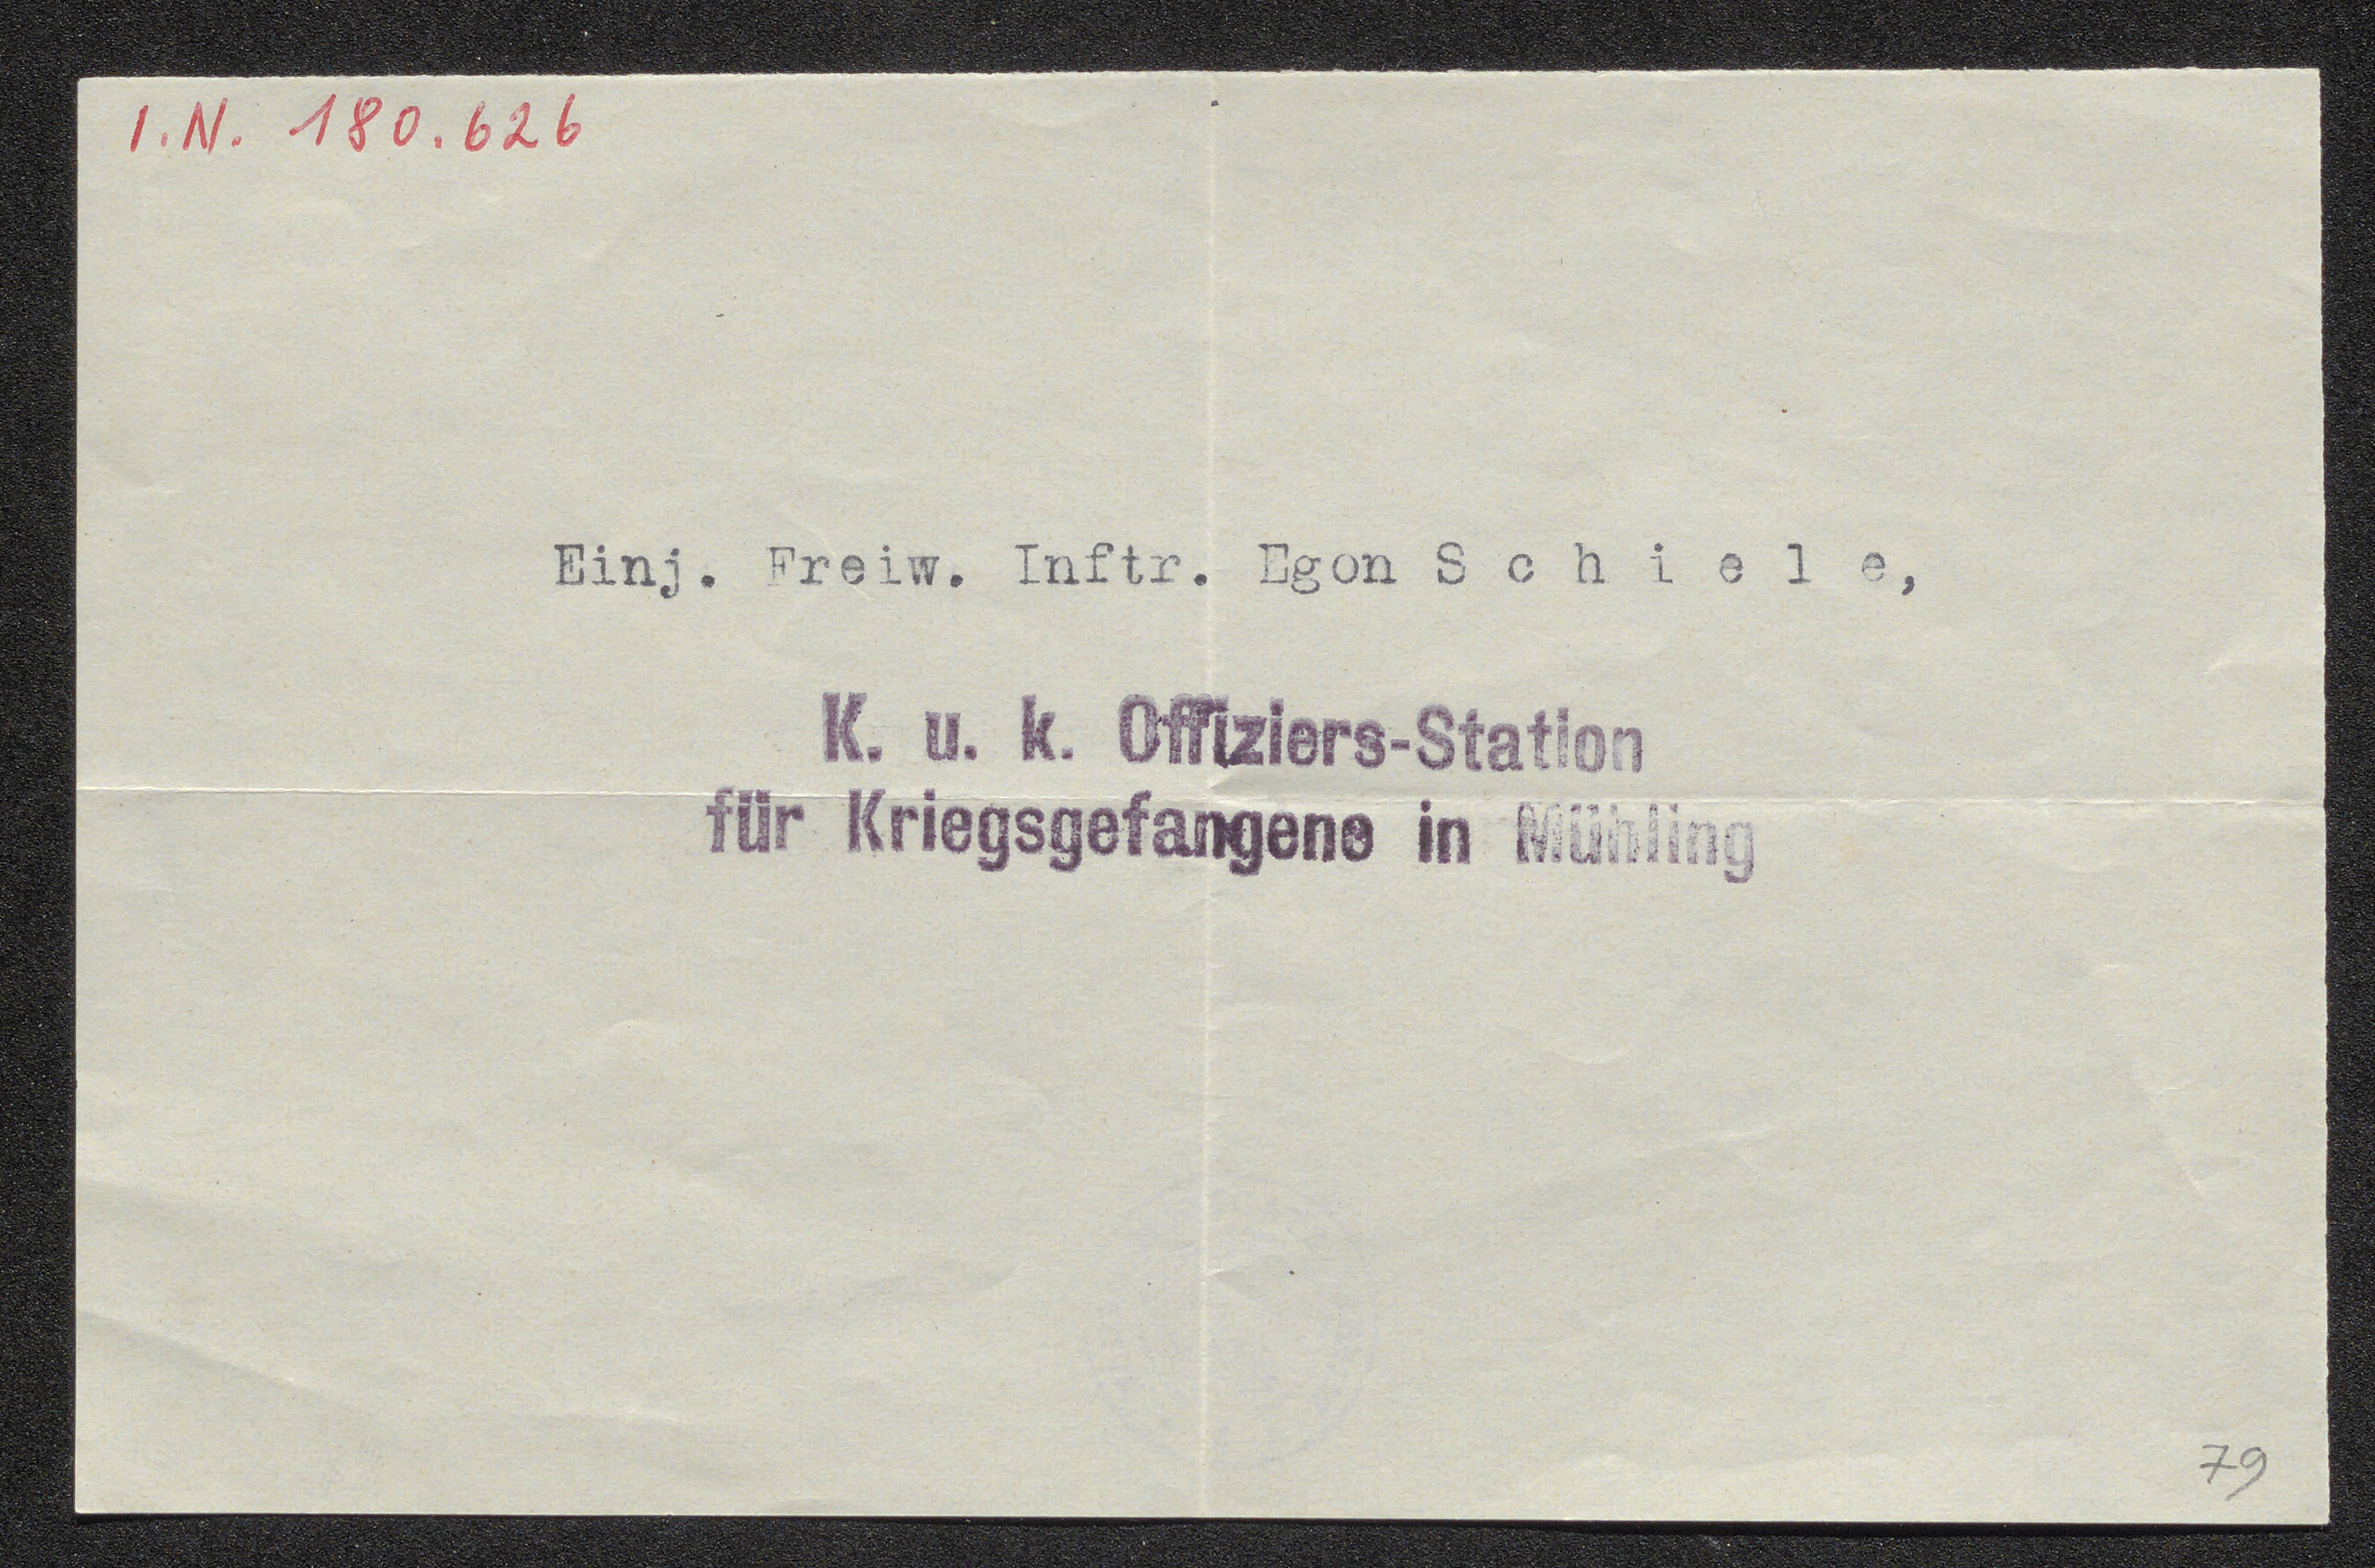 I.N. 180.626
Einj. Freiw. Inftr. Egon S c h i e l e,
K. u. k. Offiziers-Station
für Kriegsgefangene in Mühling
79